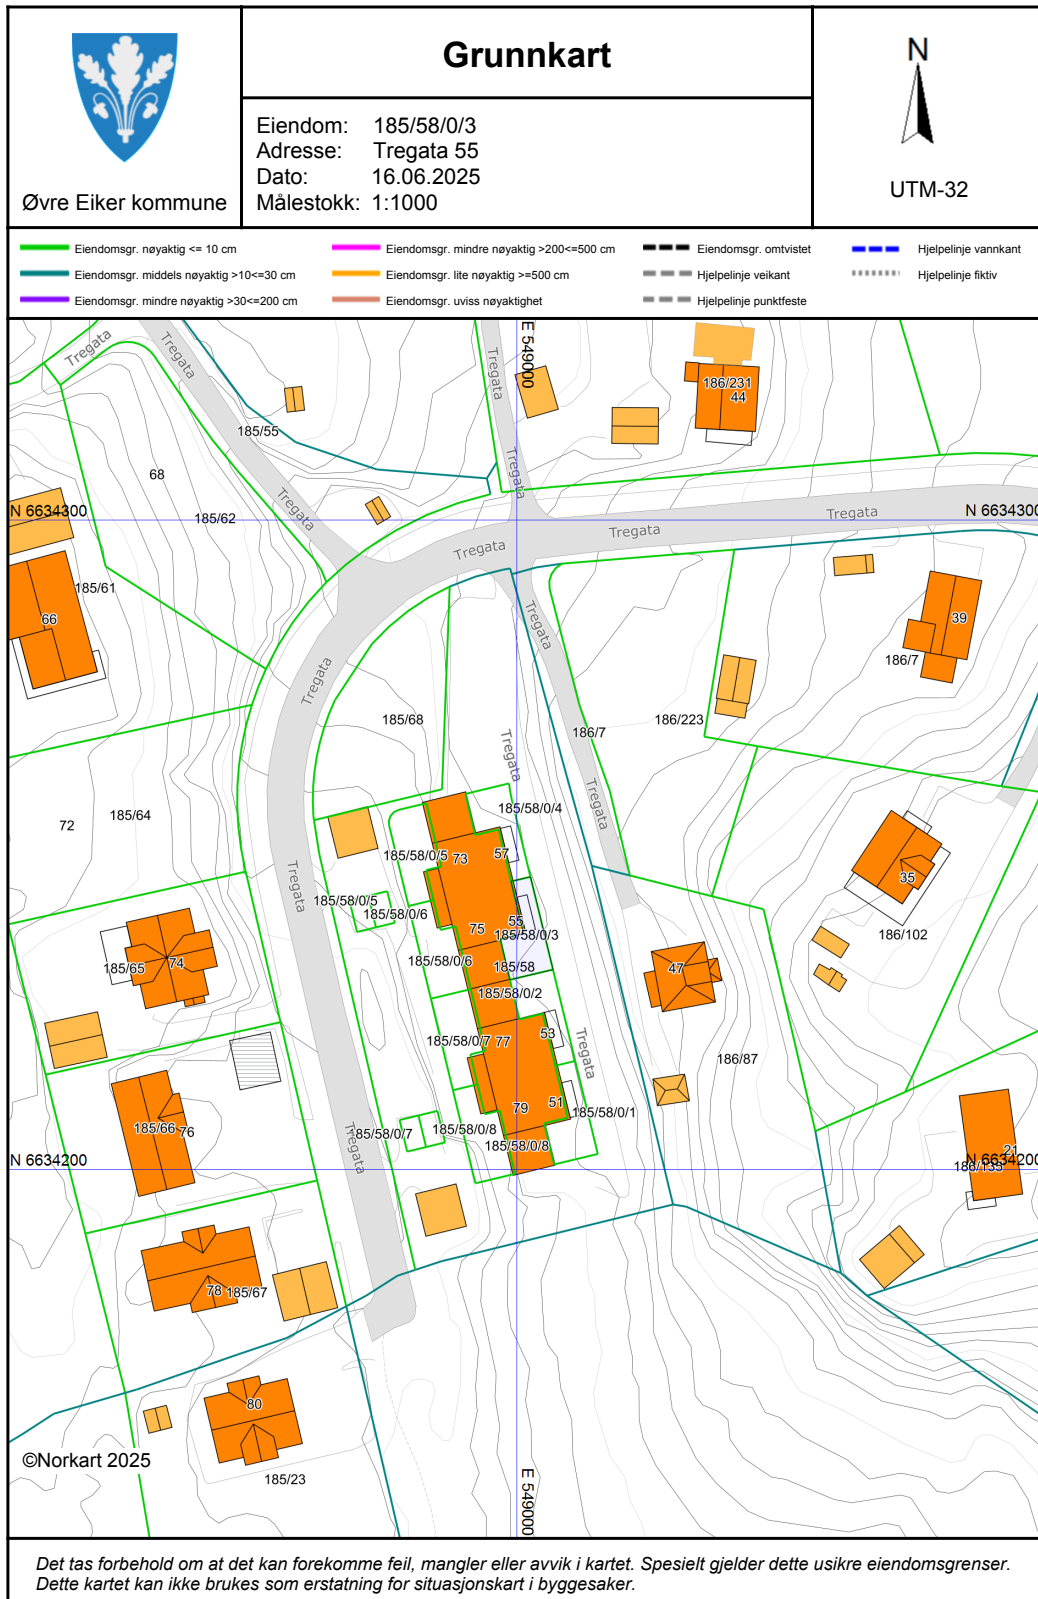 Øvre Eiker kommune
Grunnkart
Eiendom: 185/58/0/3
Adresse: Tregata 55
Dato: 16.06.2025
Målestokk: 1:1000
N
UTM-32
Eiendomsgr. nøyaktig <= 10 cm
Eiendomsgr. middels nøyaktig >10<=30 cm
Eiendomsgr. mindre nøyaktig >30<=200 cm
Eiendomsgr. mindre nøyaktig >200<=500 cm
Eiendomsgr. lite nøyaktig >=500 cm
Eiendomsgr. uviss nøyaktighet
Eiendomsgr. omtvistet
Hjelpelinje veikant
Hjelpelinje punktfeste
Hjelpelinje vannkant
Hjelpelinje fiktiv
Tregata
Tregata
Tregata
E 549000
186/231
44
185/55
68
Tregata
Tregata
N 6634300
185/62
Tregata
Tregata
Tregata
N 6634300
185/61
66
Tregata
39
186/7
Tregata
185/68
186/223
186/7
Tregata
72
185/64
185/58/0/4
Tregata
185/58/0/5
73
57
35
Tregata
185/58/0/5
185/58/0/6
55
75
185/58/0/3
186/102
185/65
74
185/58/0/6
185/58
47
185/58/0/2
53
185/58/0/7
77
Tregata
186/87
79
51
185/58/0/1
185/66
76
185/58/0/7
185/58/0/8
185/58/0/8
Tregata
21
N 6634200
N 6634200
186/135
78
185/67
80
©Norkart 2025
185/23
E 549000
Det tas forbehold om at det kan forekomme feil, mangler eller avvik i kartet. Spesielt gjelder dette usikre eiendomsgrenser.
Dette kartet kan ikke brukes som erstatning for situasjonskart i byggesaker.